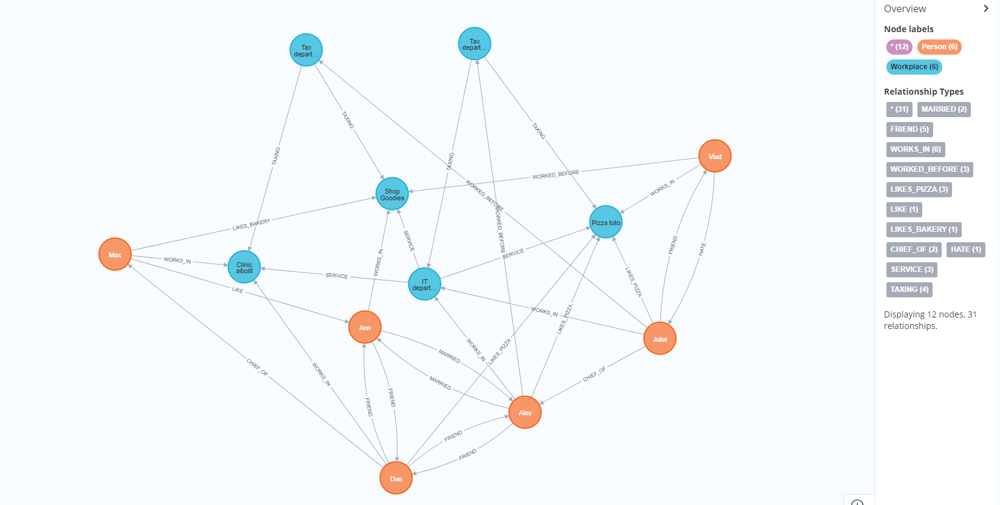 Overview
Node labels
* (12) Person (6)
Workplace (6)
Relationship Types
* (31) MARRIED (2)
FRIEND (5)
WORKS_IN (6)
WORKED_BEFORE (3)
LIKES_PIZZA (3)
LIKE (1)
LIKES_BAKERY (1)
CHIEF_OF (2) HATE (1)
SERVICE (3)
TAXING (4)
Displaying 12 nodes, 31
relationships.
Tax
depart...
Tax
depart...
TAXING
TAXING
TAXING
TAXING
Vlad
WORKED_BEFORE
WORKS_IN
WORKED_BEFORE
WORKED_BEFORE
Shop
Goodies
Pizza toto
LIKES_BAKERY
SERVICE
FRIEND
HATE
Max
WORKS_IN
Clinic
aibolit
WORKS_IN
SERVICE
SERVICE
IT
depart...
LIKES_PIZZA
LIKE
WORKS_IN
LIKES_PIZZA
Ann
John
MARRIED
WORKS_IN
LIKES_PIZZA
CHIEF_OF
WORKS_IN
MARRIED
CHIEF_OF
FRIEND
FRIEND
Alex
FRIEND
FRIEND
Dan